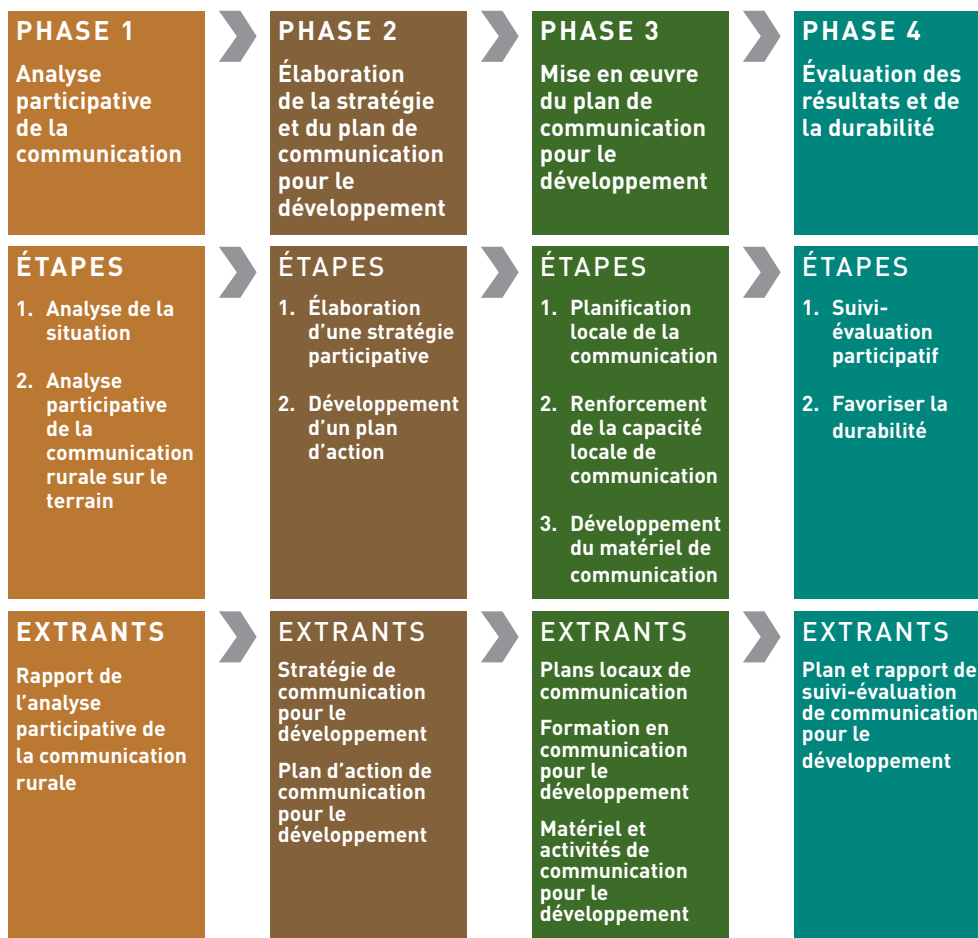 PHASE 1
Analyse
participative
de la
communication
PHASE 2
Élaboration
de la stratégie
et du plan de
communication
pour le
développement
PHASE 3
Mise en œuvre
du plan de
communication
pour le
développement
PHASE 4
Évaluation des
résultats et de
la durabilité
ÉTAPES
1. Analyse de la
situation
2. Analyse
participative
de la
communication
rurale sur le
terrain
ÉTAPES
1. Élaboration
d’une stratégie
participative
2. Développement
d’un plan
d’action
ÉTAPES
1. Planification
locale de la
communication
2. Renforcement
de la capacité
locale de
communication
3. Développement
du matériel de
communication
ÉTAPES
1. Suivi-
évaluation
participatif
2. Favoriser la
durabilité
EXTRANTS
Rapport de
l’analyse
participative de
la communication
rurale
EXTRANTS
Stratégie de
communication
pour le
développement
Plan d’action de
communication
pour le
développement
EXTRANTS
Plans locaux de
communication
Formation en
communication
pour le
développement
Matériel et
activités de
communication
pour le
développement
EXTRANTS
Plan et rapport de
suivi-évaluation
de communication
pour le
développement